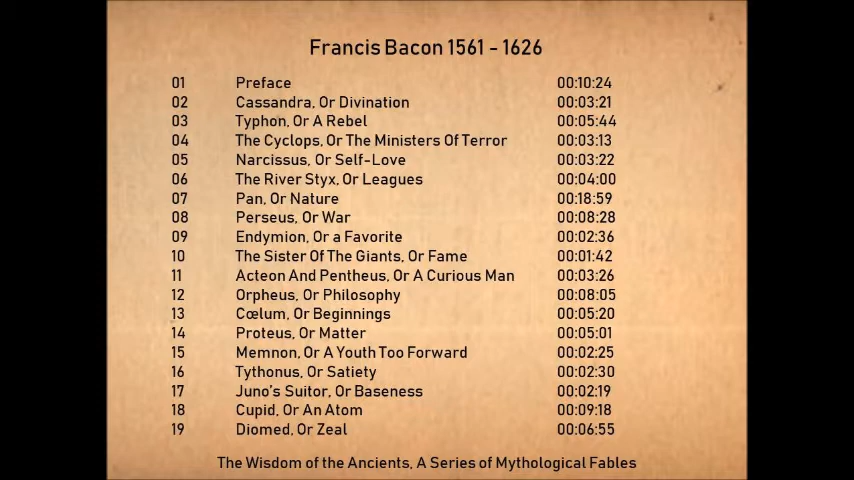 Francis Bacon 1561 - 1626
01 Preface 00:10:24
02 Cassandra, Or Divination 00:03:21
03 Typhon, Or A Rebel 00:05:44
04 The Cyclops, Or The Ministers Of Terror 00:03:13
05 Narcissus, Or Self-Love 00:03:22
06 The River Styx, Or Leagues 00:04:00
07 Pan, Or Nature 00:18:59
08 Perseus, Or War 00:08:28
09 Endymion, Or a Favorite 00:02:36
10 The Sister Of The Giants, Or Fame 00:01:42
11 Acteon And Pentheus, Or A Curious Man 00:03:26
12 Orpheus, Or Philosophy 00:08:05
13 Cœlum, Or Beginnings 00:05:20
14 Proteus, Or Matter 00:05:01
15 Memnon, Or A Youth Too Forward 00:02:25
16 Tythonus, Or Satiety 00:02:30
17 Juno's Suitor, Or Baseness 00:02:19
18 Cupid, Or An Atom 00:09:18
19 Diomed, Or Zeal 00:06:55
The Wisdom of the Ancients, A Series of Mythological Fables